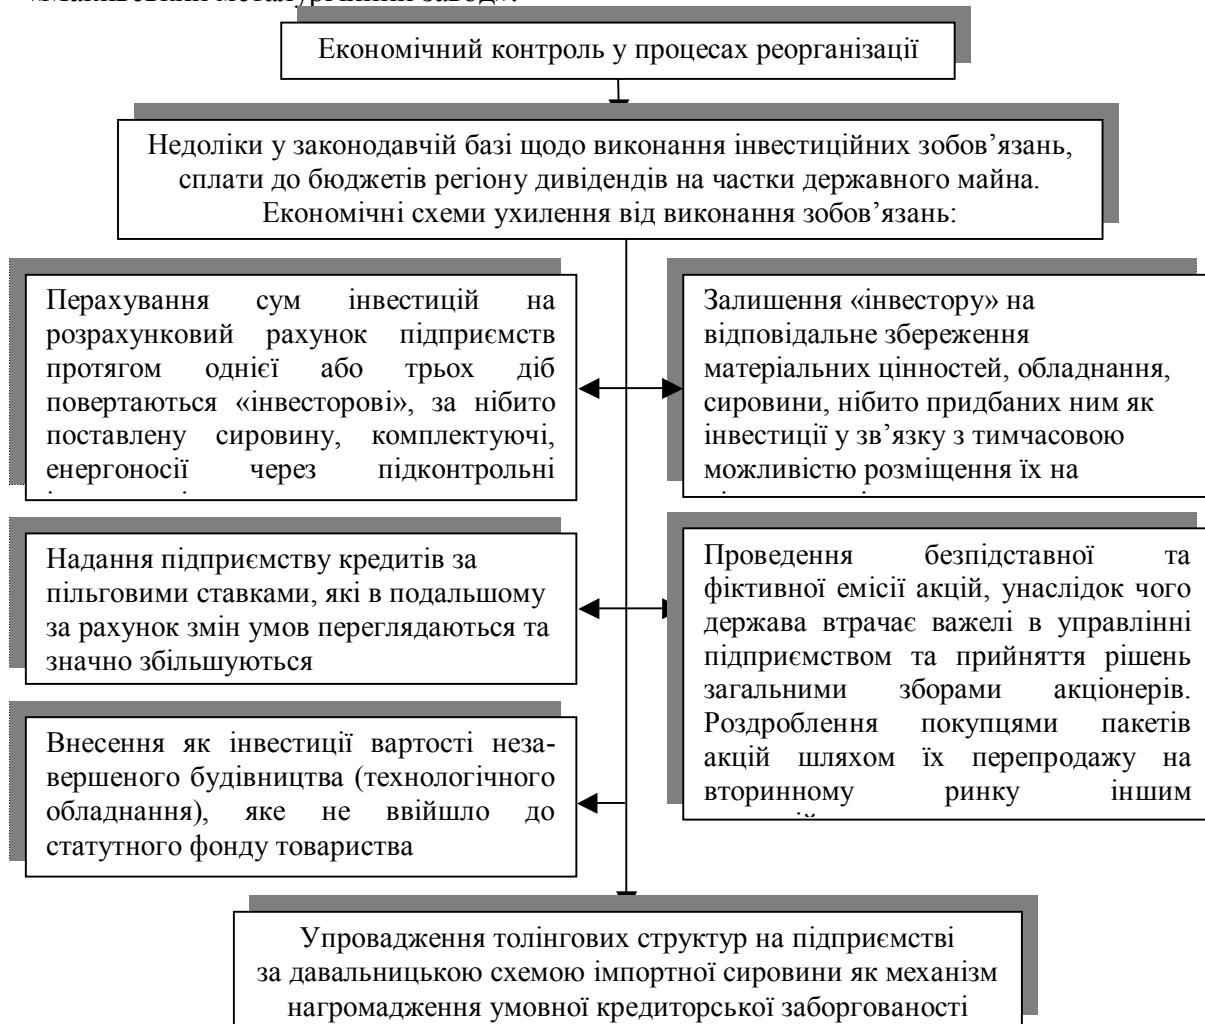 Економічний контроль у процесах реорганізації
Недоліки у законодавчій базі щодо виконання інвестиційних зобов’язань,
сплати до бюджетів регіону дивідендів на частки державного майна.
Економічні схеми ухилення від виконання зобов’язань:
Перахування сум інвестицій на
розрахунковий рахунок підприємств
протягом однієї або трьох діб
повертаються «інвесторові», за нібито
поставлену сировину, комплектуючі,
енергоносії через підконтрольні
Залишення «інвестору» на
відповідальне збереження
матеріальних цінностей, обладнання,
сировини, нібито придбаних ним як
інвестиції у зв’язку з тимчасовою
можливістю розміщення їх на
Надання підприємству кредитів за
пільговими ставками, які в подальшому
за рахунок змін умов переглядаються та
значно збільшуються
Проведення безпідставної та
фіктивної емісії акцій, унаслідок чого
держава втрачає важелі в управлінні
підприємством та прийняття рішень
загальними зборами акціонерів.
Роздроблення покупцями пакетів
акцій шляхом їх перепродажу на
вторинному ринку іншим
Внесення як інвестиції вартості неза-
вершеного будівництва (технологічного
обладнання), яке не ввійшло до
статутного фонду товариства
Упровадження толінгових структур на підприємстві
за давальницькою схемою імпортної сировини як механізм
нагромадження умовної кредиторської заборгованості